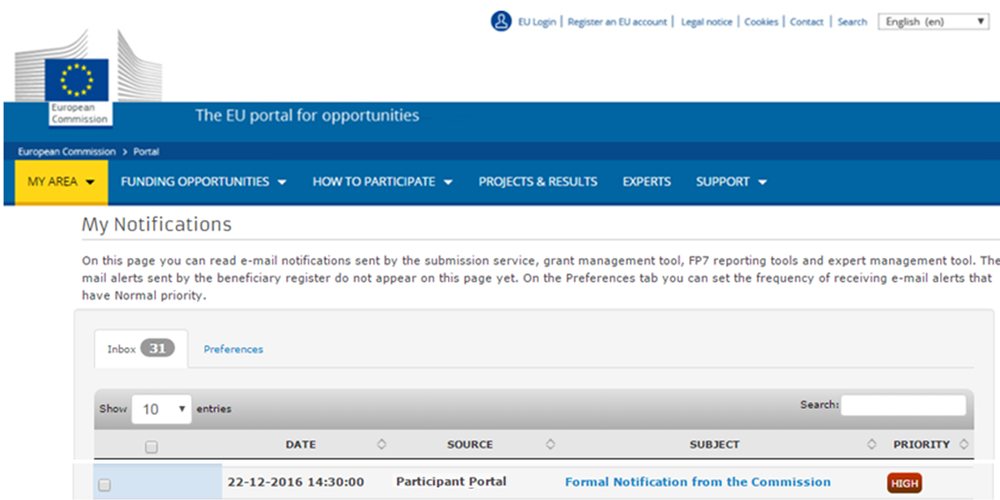 EU Login | Register an EU account | Legal notice | Cookies | Contact | Search English (en)
European
Commission
The EU portal for opportunities
European Commission > Portal
MY AREA FUNDING OPPORTUNITIES HOW TO PARTICIPATE PROJECTS & RESULTS EXPERTS SUPPORT
My Notifications
On this page you can read e-mail notifications sent by the submission service, grant management tool, FP7 reporting tools and expert management tool. The
mail alerts sent by the beneficiary register do not appear on this page yet. On the Preferences tab you can set the frequency of receiving e-mail alerts that
have Normal priority.
Inbox 31 Preferences
Show 10 entries Search:
DATE SOURCE SUBJECT PRIORITY
22-12-2016 14:30:00 Participant Portal Formal Notification from the Commission HIGH